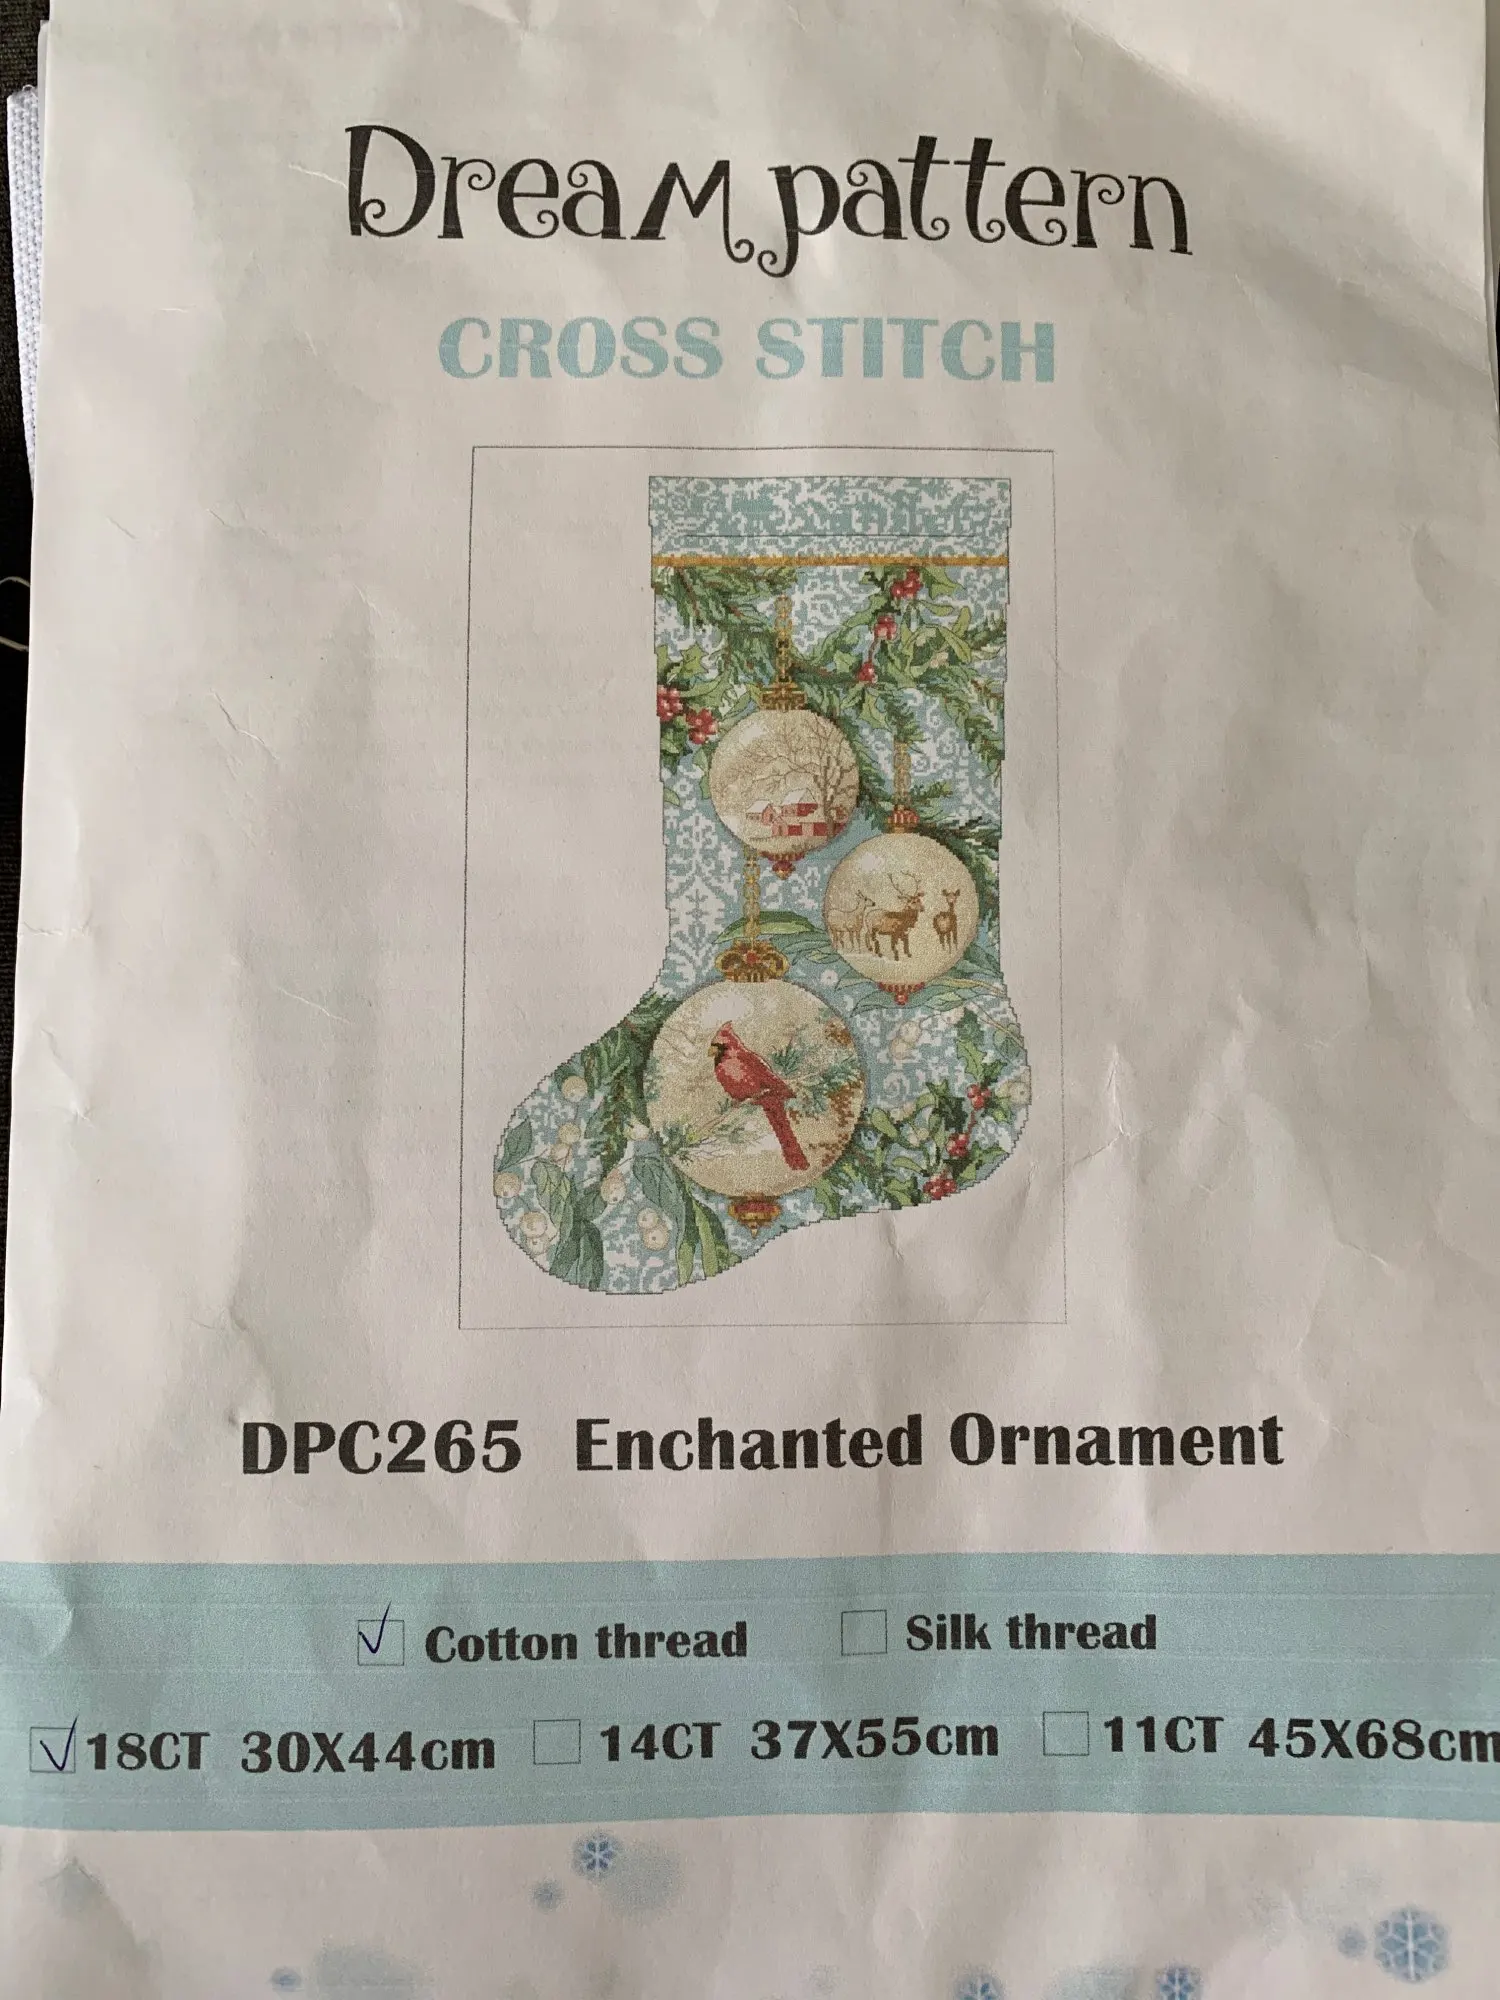 Dream pattern
CROSS STITCH
DPC265 Enchanted Ornament
Cotton thread Silk thread
18CT 30X44cm 14CT 37X55cm 11CT 45X68cm